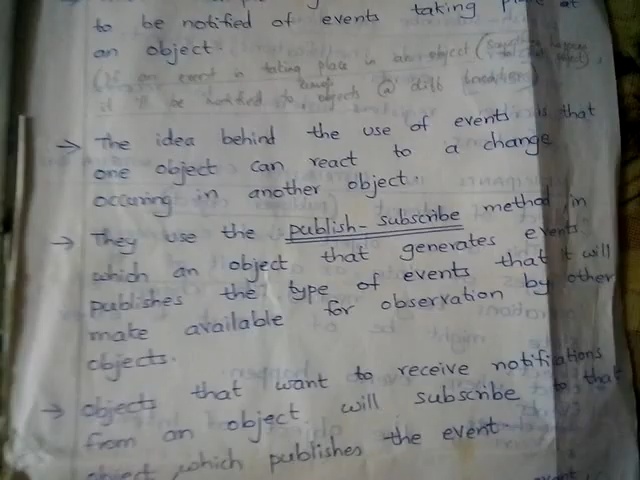 to be notified of events taking place at
an object.
(If an event is taking place in an object (
it 'll be notified to objects @ diff locations)
→ The idea behind the use of events is that
one object can react to a change
occuring in another object.
→ They use the publish-subscribe method in
which an object that generates events
publishes the type of events that it will
make available for observation by other
objects.
→ objects that want to receive notifiations
from an object will subscribe to that
object which publishes the event